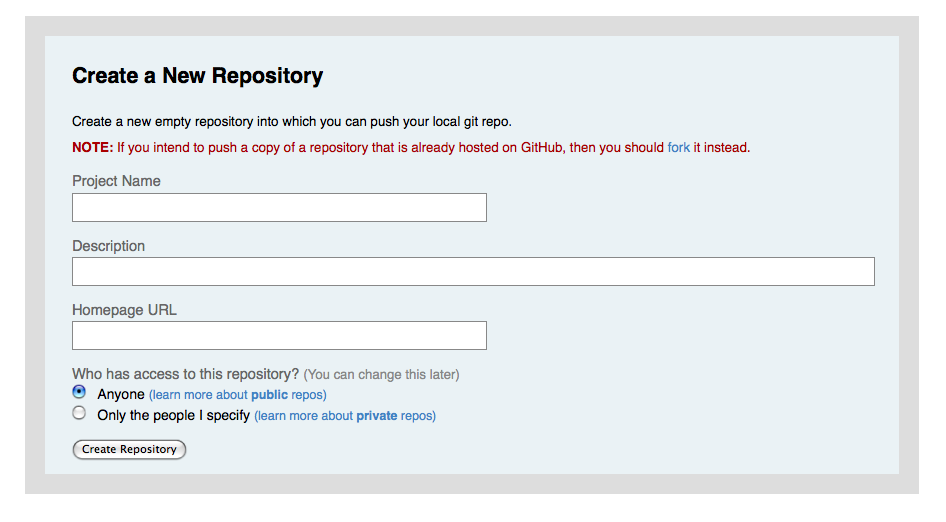 Create a New Repository
Create a new empty repository into which you can push your local git repo.
NOTE: If you intend to push a copy of a repository that is already hosted on GitHub, then you should fork it instead.
Project Name
Description
Homepage URL
Who has access to this repository? (You can change this later)
Anyone (learn more about public repos)
Only the people I specify (learn more about private repos)
Create Repository